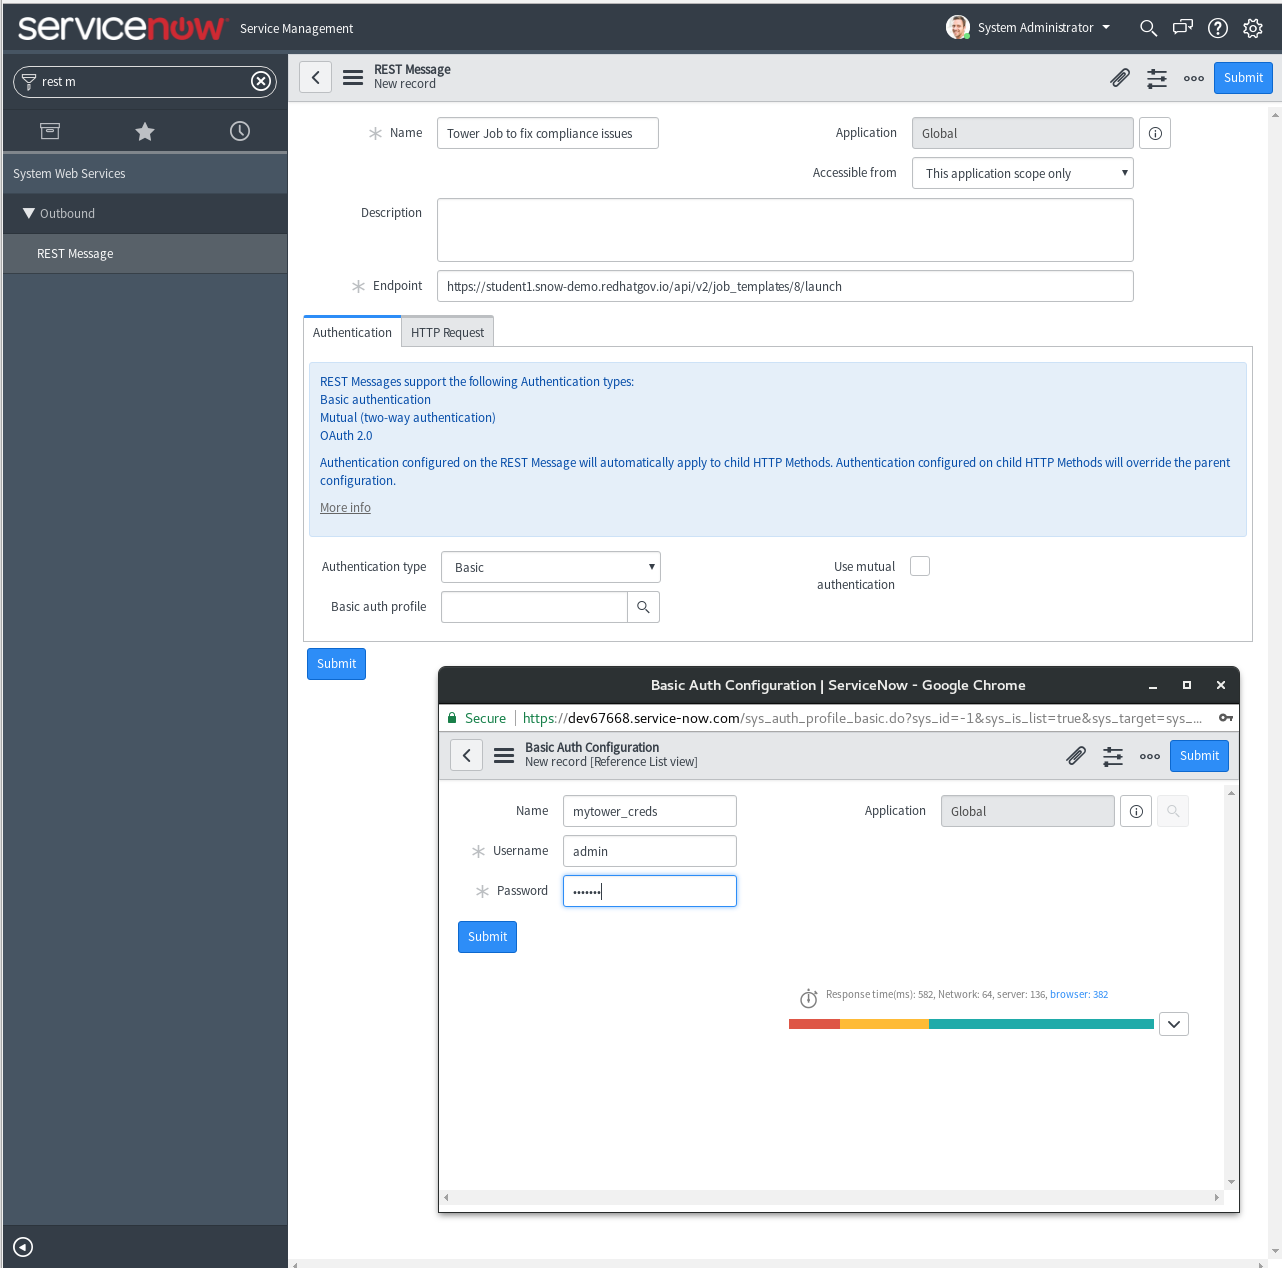 servicenow Service Management
System Administrator
rest m
System Web Services
Outbound
REST Message
REST Message
New record
Submit
Name Tower Job to fix compliance issues
Application Global
Accessible from This application scope only
Description
Endpoint https://student1.snow-demo.redhatgov.io/api/v2/job_templates/8/launch
Authentication HTTP Request
REST Messages support the following Authentication types:
Basic authentication
Mutual (two-way authentication)
OAuth 2.0
Authentication configured on the REST Message will automatically apply to child HTTP Methods. Authentication configured on child HTTP Methods will override the parent
configuration.
More info
Authentication type Basic
Use mutual
authentication
Basic auth profile
Submit
Basic Auth Configuration | ServiceNow - Google Chrome
Secure https://dev67668.service-now.com/sys_auth_profile_basic.do?sys_id=-1&sys_is_list=true&sys_target=sys_...
Basic Auth Configuration
New record [Reference List view]
Submit
Name mytower_creds
Application Global
Username admin
Password •••••••
Submit
Response time(ms): 582, Network: 64, server: 136, browser: 382